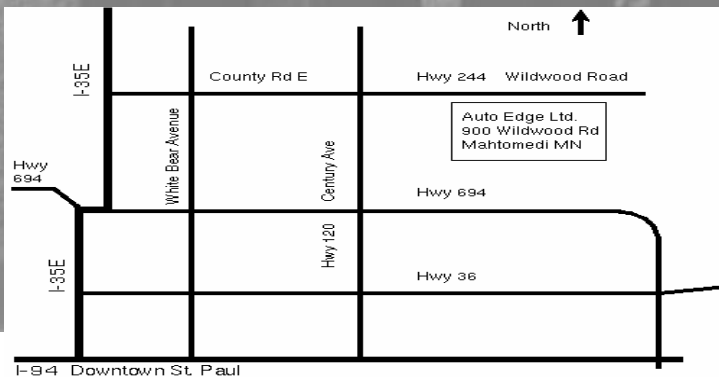 North
I-35E
County Rd E
Hwy 244 Wildwood Road
White Bear Avenue
Century Ave
Auto Edge Ltd.
900 Wildwood Rd
Mahtomedi MN
Hwy
694
Hwy 694
Hwy 120
I-35E
Hwy 36
I-94 Downtown St. Paul